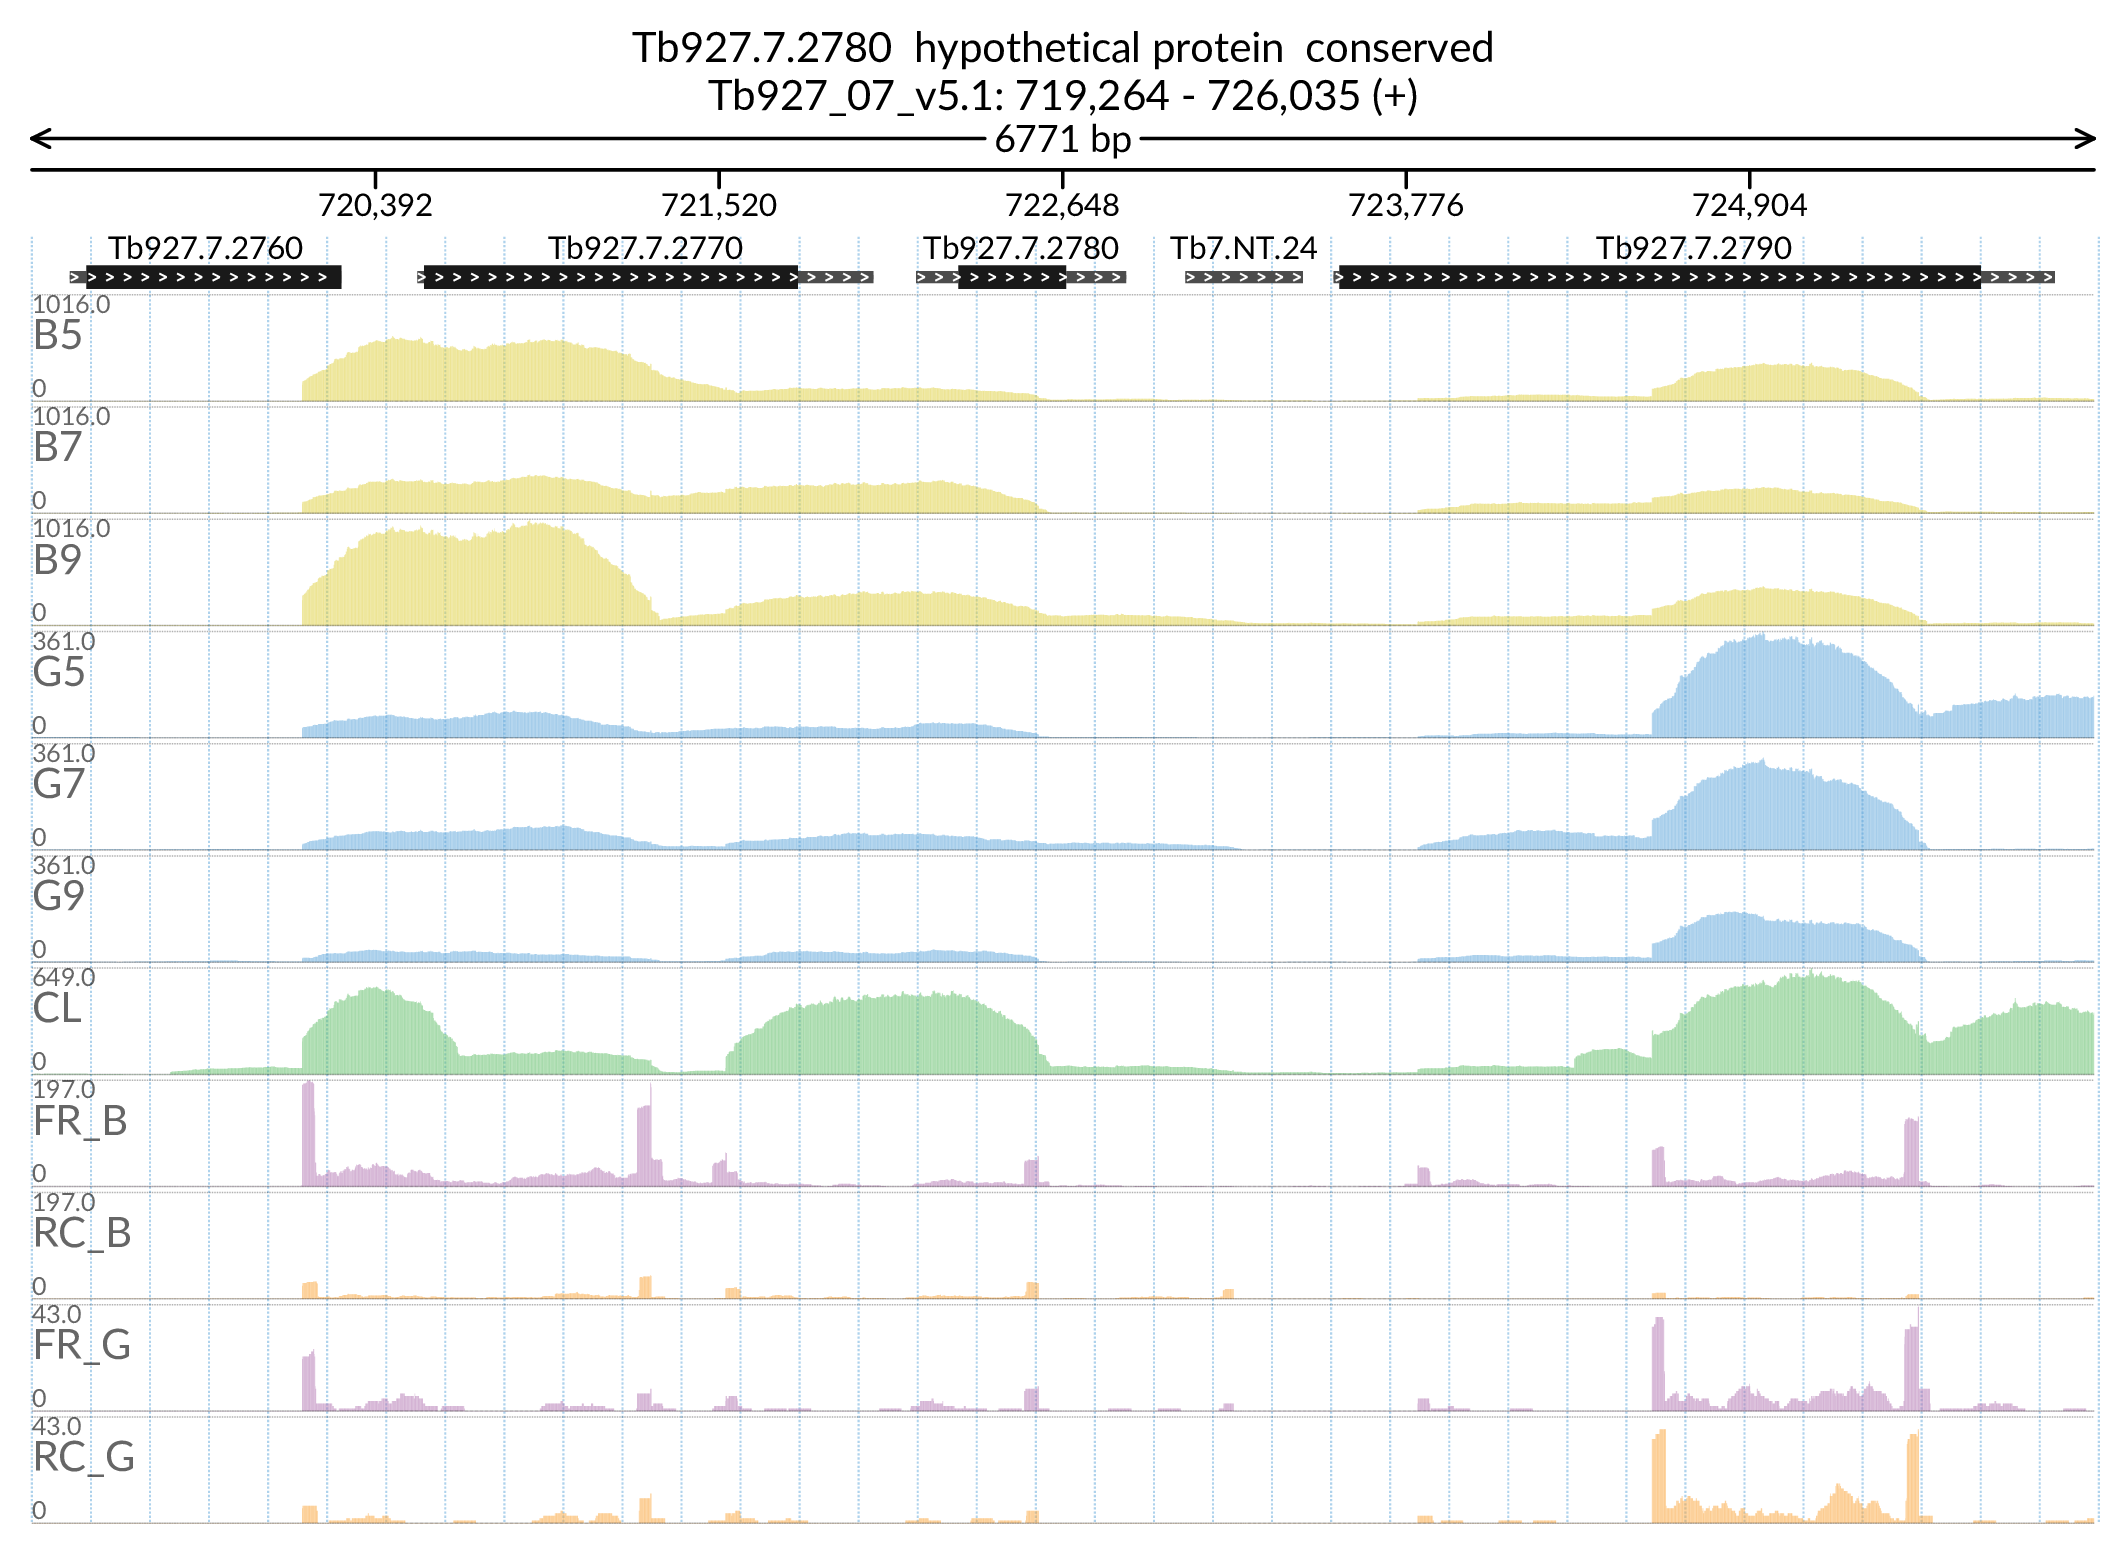 Tb927.7.2780  hypothetical protein  conserved
Tb927_07_v5.1: 719,264 - 726,035 (+)
6771 bp
720,392 721,520 722,648 723,776 724,904
Tb927.7.2760 Tb927.7.2770 Tb927.7.2780 Tb7.NT.24 Tb927.7.2790
1016.0
B5
0
1016.0
B7
0
1016.0
B9
0
361.0
G5
0
361.0
G7
0
361.0
G9
0
649.0
CL
0
197.0
FR_B
0
197.0
RC_B
0
43.0
FR_G
0
43.0
RC_G
0